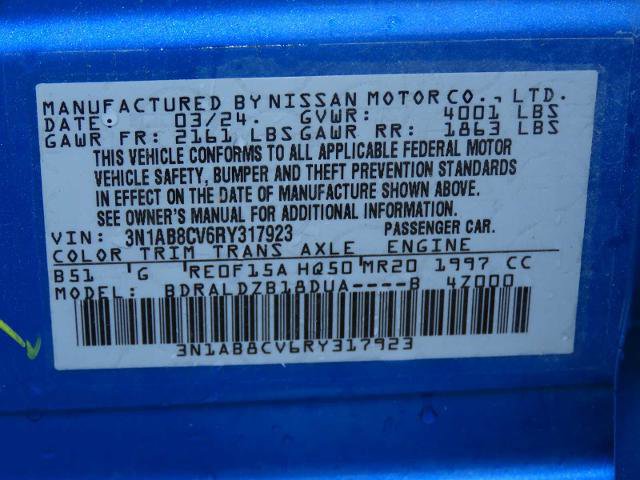 MANUFACTURED BY NISSAN MOTOR CO., LTD.
DATE: 03/24. GVWR: 4001 LBS
GAWR FR: 2161 LBS GAWR RR: 1863 LBS
THIS VEHICLE CONFORMS TO ALL APPLICABLE FEDERAL MOTOR
VEHICLE SAFETY, BUMPER AND THEFT PREVENTION STANDARDS
IN EFFECT ON THE DATE OF MANUFACTURE SHOWN ABOVE.
SEE OWNER'S MANUAL FOR ADDITIONAL INFORMATION.
VIN: 3N1AB8CV6RY317923 PASSENGER CAR.
COLOR TRIM TRANS AXLE ENGINE
B51 G RE0F15A HQ50 MR20 1997 CC
MODEL: BDRALDZB18DUA----B 4Z000
3N1AB8CV6RY317923